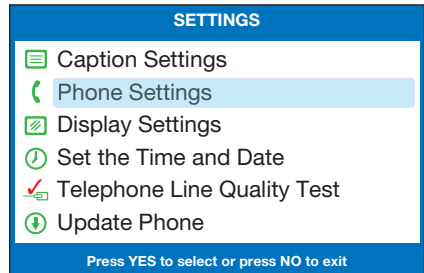 SETTINGS
Caption Settings
Phone Settings
Display Settings
Set the Time and Date
Telephone Line Quality Test
Update Phone
Press YES to select or press NO to exit